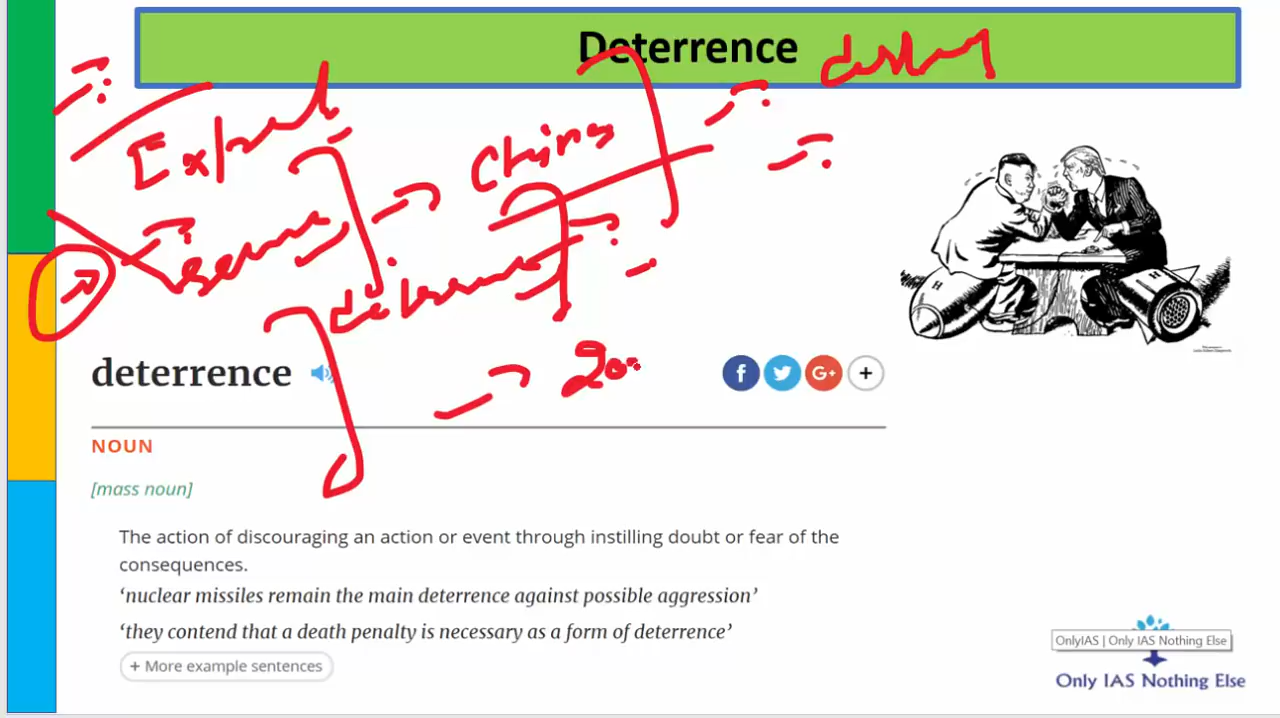 Deterrence
China
deterrence
NOUN
[mass noun]
The action of discouraging an action or event through instilling doubt or fear of the
consequences.
‘nuclear missiles remain the main deterrence against possible aggression’
‘they contend that a death penalty is necessary as a form of deterrence’
+ More example sentences
OnlyIAS | Only IAS Nothing Else
Only IAS Nothing Else